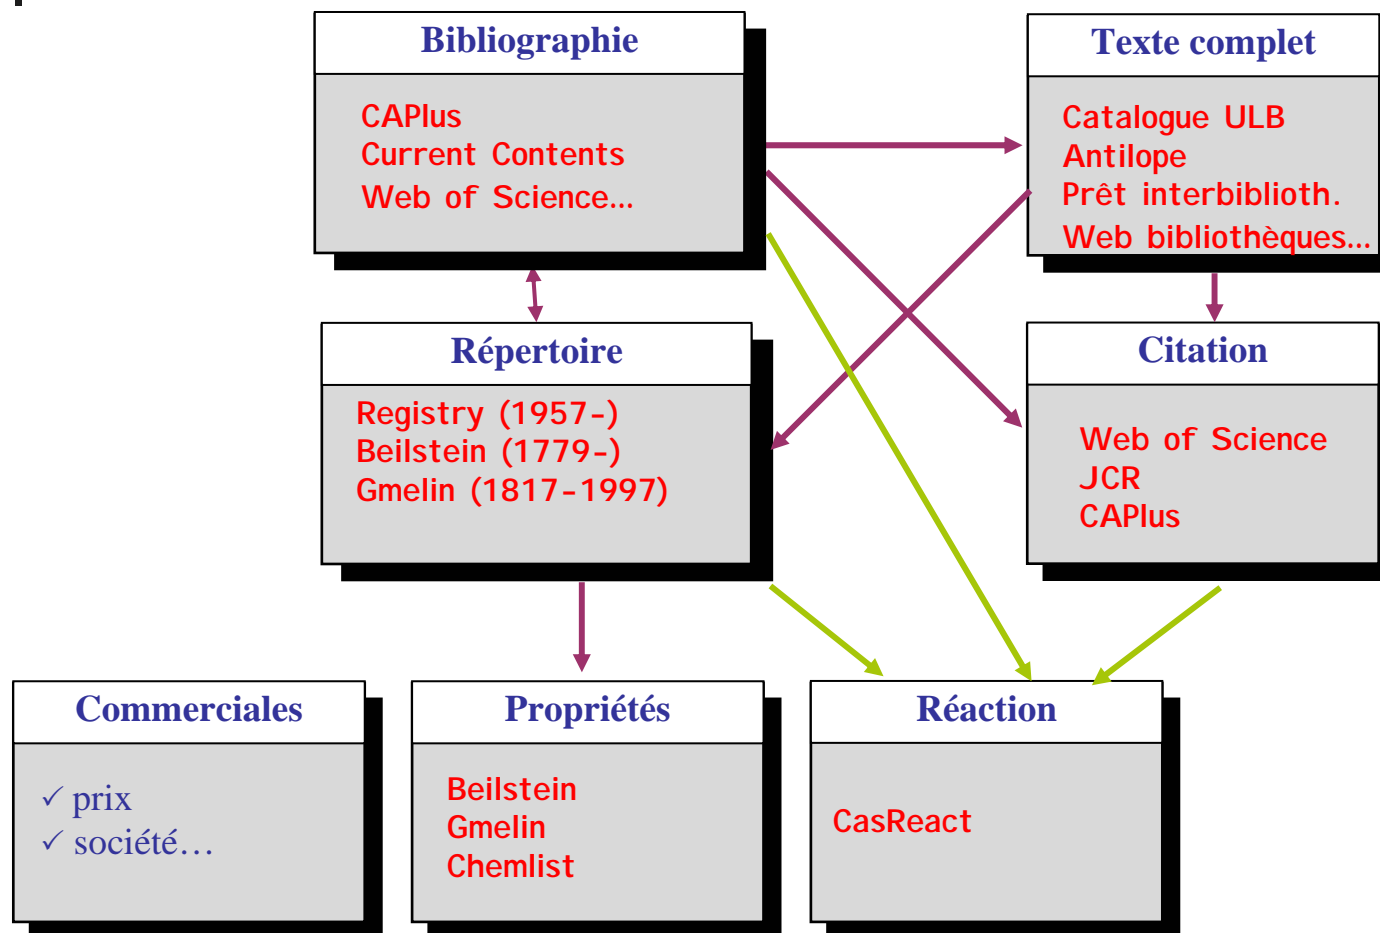 Bibliographie
CAPlus
Current Contents
Web of Science...
Texte complet
Catalogue ULB
Antilope
Prêt interbiblioth.
Web bibliothèques...
Répertoire
Registry (1957-)
Beilstein (1779-)
Gmelin (1817-1997)
Citation
Web of Science
JCR
CAPlus
Commerciales
✓ prix
✓ société...
Propriétés
Beilstein
Gmelin
Chemlist
Réaction
CasReact